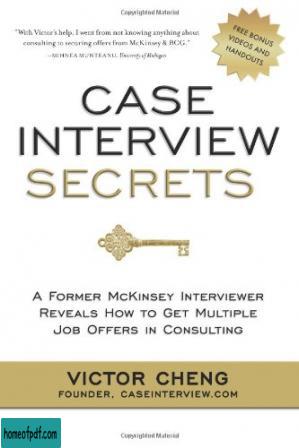 "With Victor's help, I went from not knowing anything about
consulting to securing offers from McKinsey & BCG."
—MIHNEA MUNTEANU, University of Michigan
FREE BONUS
VIDEOS AND
HANDOUTS
CASE
INTERVIEW
SECRETS
A FORMER MCKINSEY INTERVIEWER
REVEALS HOW TO GET MULTIPLE
JOB OFFERS IN CONSULTING
VICTOR CHENG
FOUNDER, CASEINTERVIEW.COM
homeofpdf.com